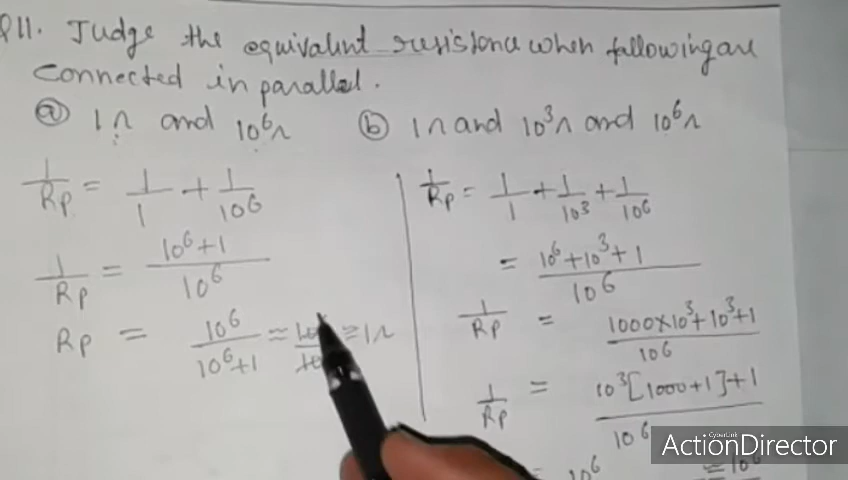 Q11. Judge the equivalent resistance when following are
connected in parallel.
ⓐ 1Ω and 10⁶Ω
ⓑ 1Ω and 10³Ω and 10⁶Ω
1/Rp = 1/1 + 1/10⁶
1/Rp = (10⁶+1)/10⁶
Rp = 10⁶/(10⁶+1) ≈ ≅ 1Ω
1/Rp = 1/1 + 1/10³ + 1/10⁶
= (10⁶+10³+1)/10⁶
1/Rp = (1000×10³+10³+1)/10⁶
1/Rp = (10³[1000+1]+1)/10⁶
= 10⁶ ≈ 10⁶
CyberLink
ActionDirector